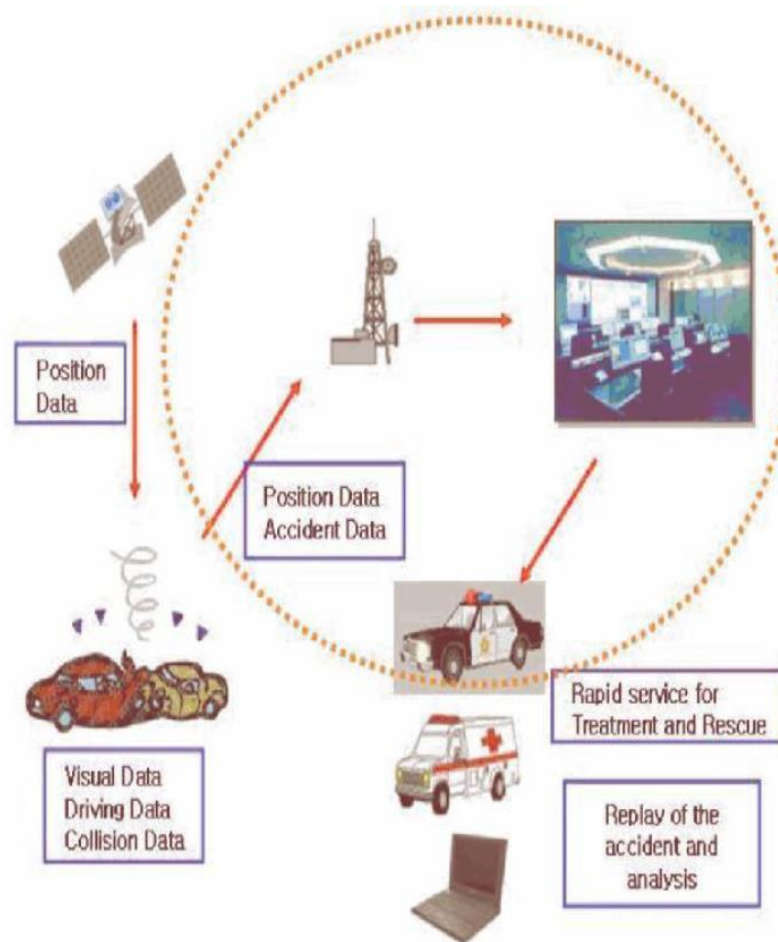 Position
Data
Position Data
Accident Data
Visual Data
Driving Data
Collision Data
Rapid service for
Treatment and Rescue
Replay of the
accident and
analysis